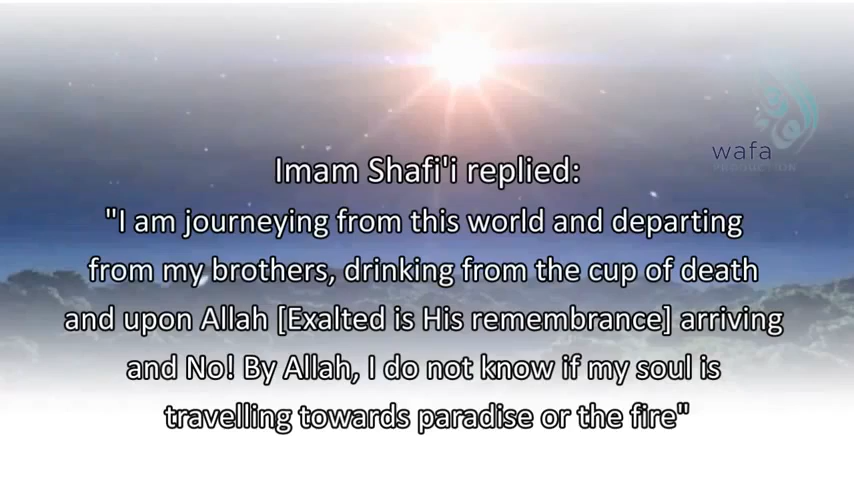 wafa
PRODUCTION
Imam Shafi'i replied:
"I am journeying from this world and departing
from my brothers, drinking from the cup of death
and upon Allah [Exalted is His remembrance] arriving
and No! By Allah, I do not know if my soul is
travelling towards paradise or the fire"